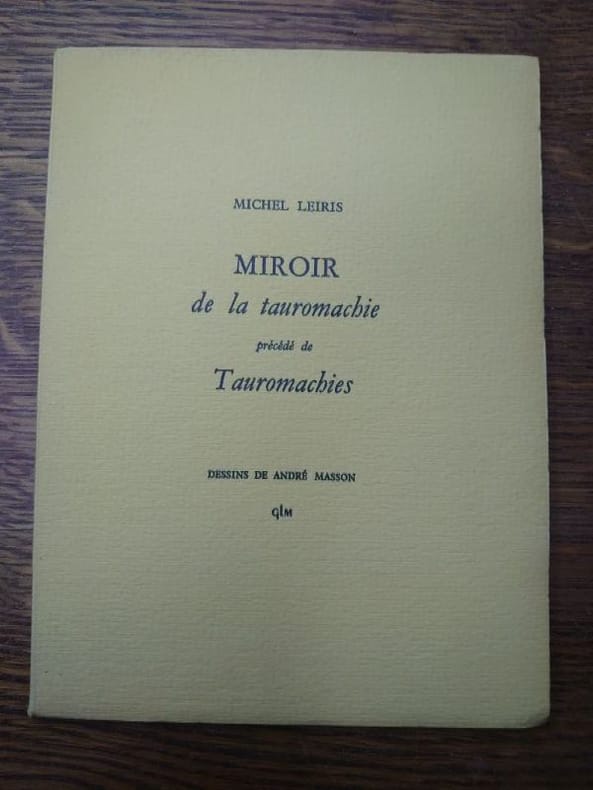 MICHEL LEIRIS
MIROIR
de la tauromachie
précédé de
Tauromachies
DESSINS DE ANDRÉ MASSON
glm